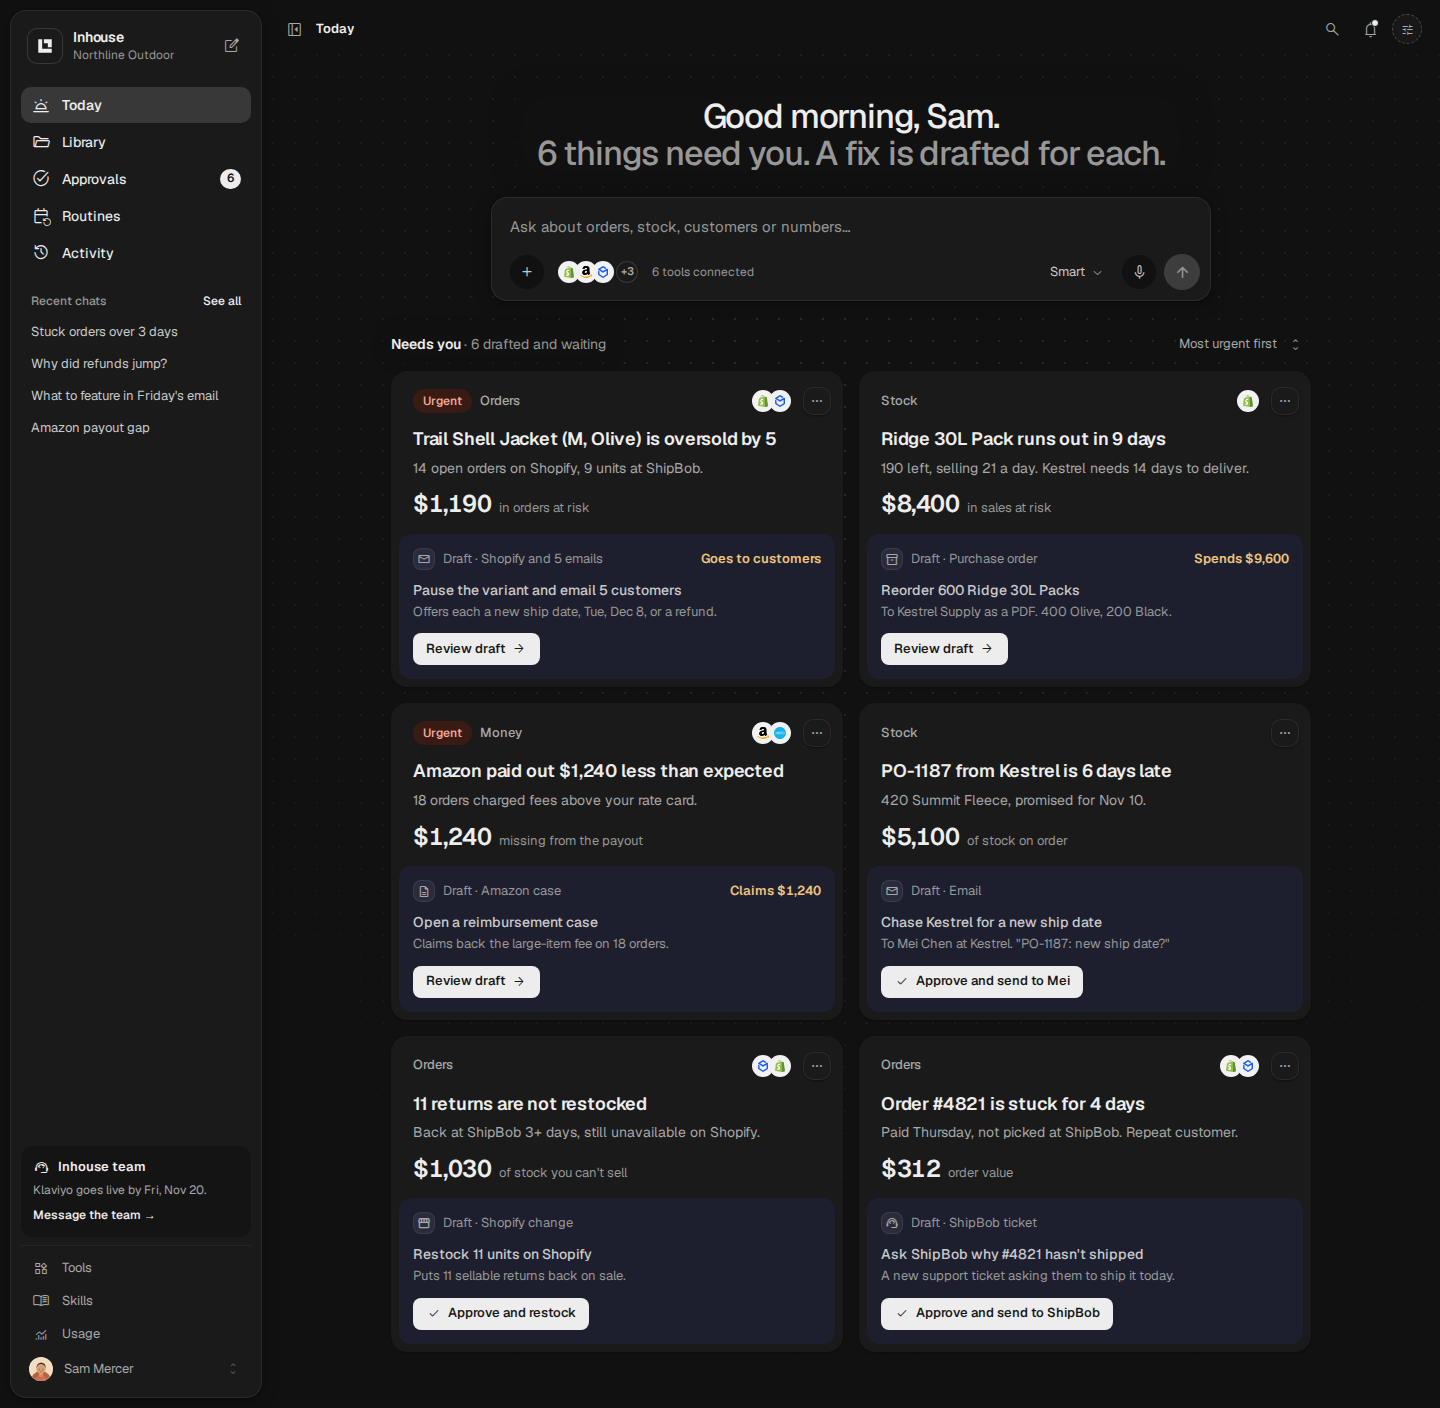 Inhouse
Northline Outdoor
Today
Library
Approvals
6
Routines
Activity
Recent chats
See all
Stuck orders over 3 days
Why did refunds jump?
What to feature in Friday's email
Amazon payout gap
Inhouse team
Klaviyo goes live by Fri, Nov 20.
Message the team →
Tools
Skills
Usage
Sam Mercer
Today
Good morning, Sam.
6 things need you. A fix is drafted for each.
Ask about orders, stock, customers or numbers…
+3
6 tools connected
Smart
Needs you · 6 drafted and waiting
Most urgent first
Urgent
Orders
Trail Shell Jacket (M, Olive) is oversold by 5
14 open orders on Shopify, 9 units at ShipBob.
$1,190 in orders at risk
Draft · Shopify and 5 emails
Goes to customers
Pause the variant and email 5 customers
Offers each a new ship date, Tue, Dec 8, or a refund.
Review draft
Stock
Ridge 30L Pack runs out in 9 days
190 left, selling 21 a day. Kestrel needs 14 days to deliver.
$8,400 in sales at risk
Draft · Purchase order
Spends $9,600
Reorder 600 Ridge 30L Packs
To Kestrel Supply as a PDF. 400 Olive, 200 Black.
Review draft
Urgent
Money
Amazon paid out $1,240 less than expected
18 orders charged fees above your rate card.
$1,240 missing from the payout
Draft · Amazon case
Claims $1,240
Open a reimbursement case
Claims back the large-item fee on 18 orders.
Review draft
Stock
PO-1187 from Kestrel is 6 days late
420 Summit Fleece, promised for Nov 10.
$5,100 of stock on order
Draft · Email
Chase Kestrel for a new ship date
To Mei Chen at Kestrel. "PO-1187: new ship date?"
Approve and send to Mei
Orders
11 returns are not restocked
Back at ShipBob 3+ days, still unavailable on Shopify.
$1,030 of stock you can't sell
Draft · Shopify change
Restock 11 units on Shopify
Puts 11 sellable returns back on sale.
Approve and restock
Orders
Order #4821 is stuck for 4 days
Paid Thursday, not picked at ShipBob. Repeat customer.
$312 order value
Draft · ShipBob ticket
Ask ShipBob why #4821 hasn't shipped
A new support ticket asking them to ship it today.
Approve and send to ShipBob